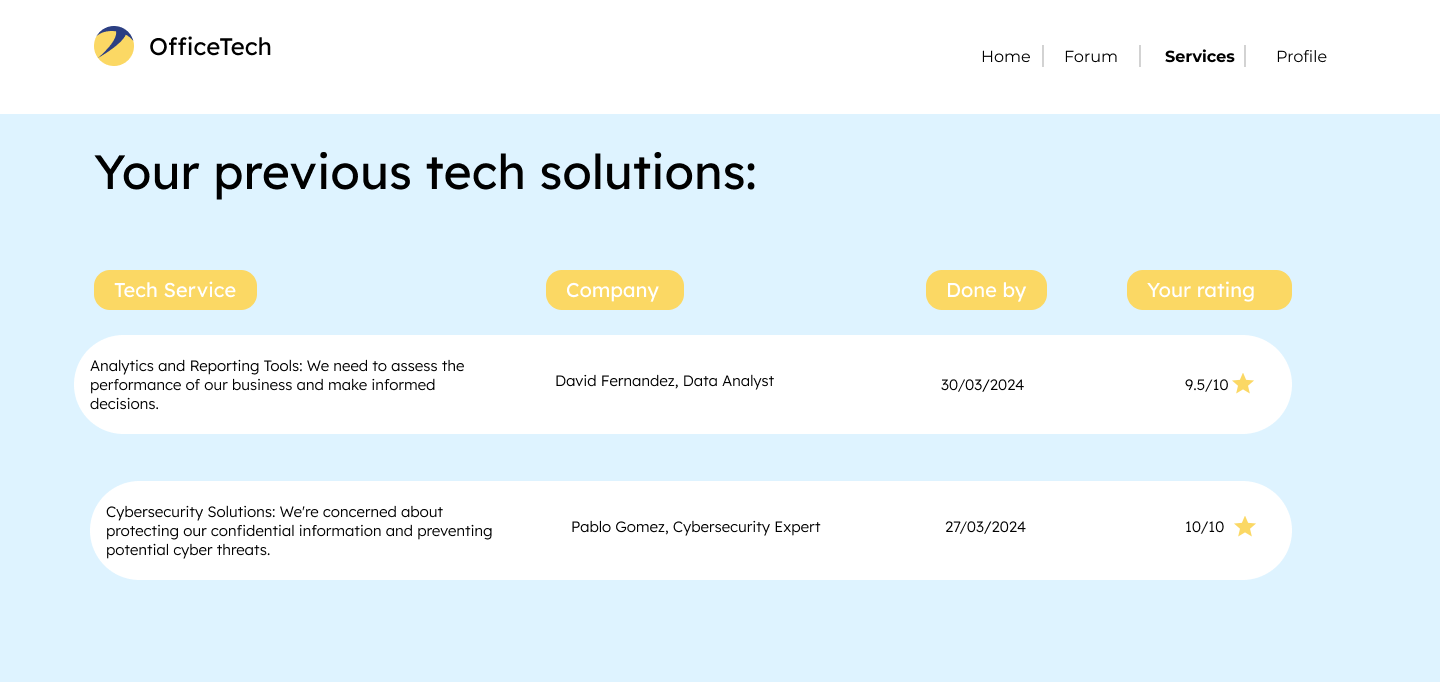 OfficeTech
Home
Forum
Services
Profile
Your previous tech solutions:
Tech Service
Company
Done by
Your rating
Analytics and Reporting Tools: We need to assess the
performance of our business and make informed
decisions.
David Fernandez, Data Analyst
30/03/2024
9.5/10
Cybersecurity Solutions: We're concerned about
protecting our confidential information and preventing
potential cyber threats.
Pablo Gomez, Cybersecurity Expert
27/03/2024
10/10